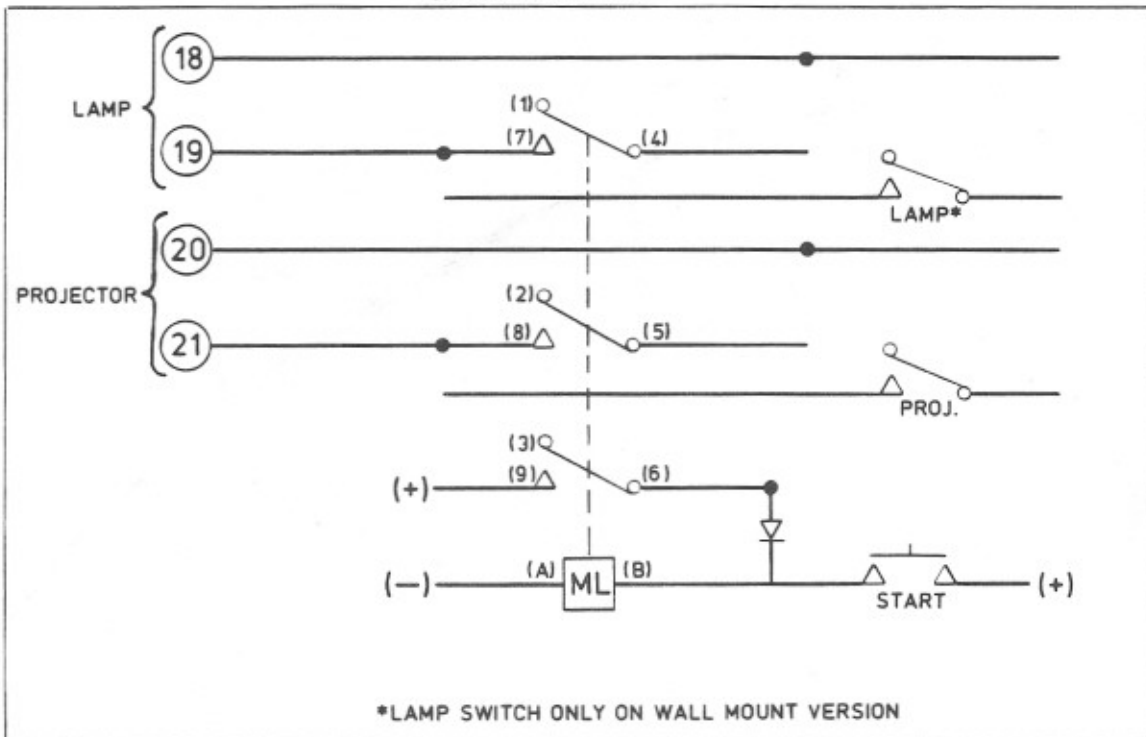 18
LAMP
(1)
(7)
(4)
19
LAMP*
20
PROJECTOR
(2)
(8)
(5)
21
PROJ.
(3)
(9)
(6)
(+)
(−)
(A)
ML
(B)
START
(+)
*LAMP SWITCH ONLY ON WALL MOUNT VERSION